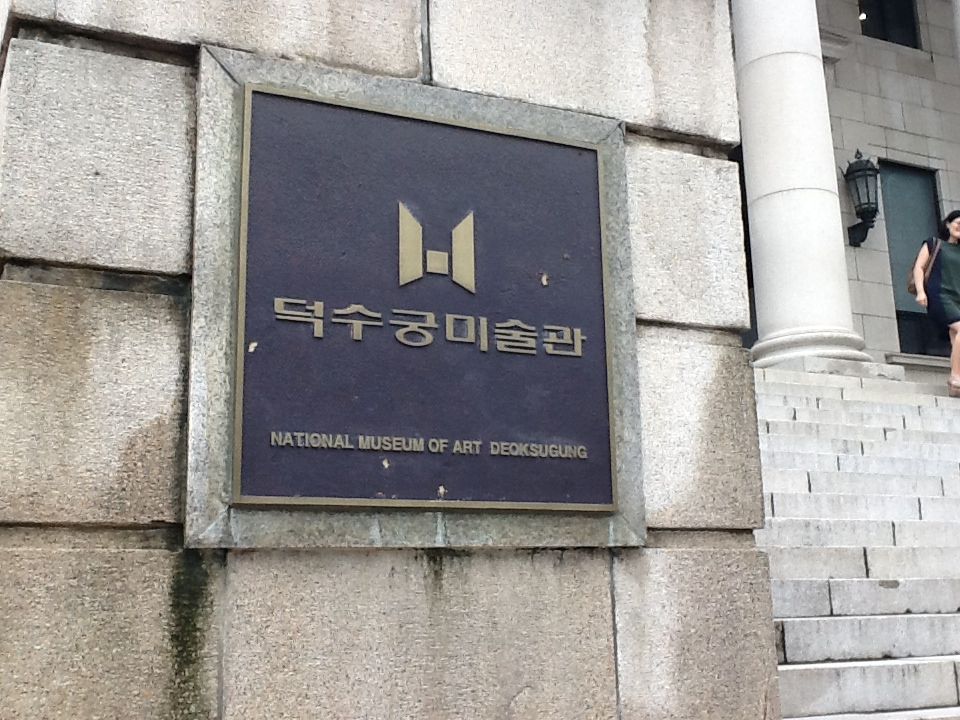 덕수궁미술관
NATIONAL MUSEUM OF ART DEOKSUGUNG